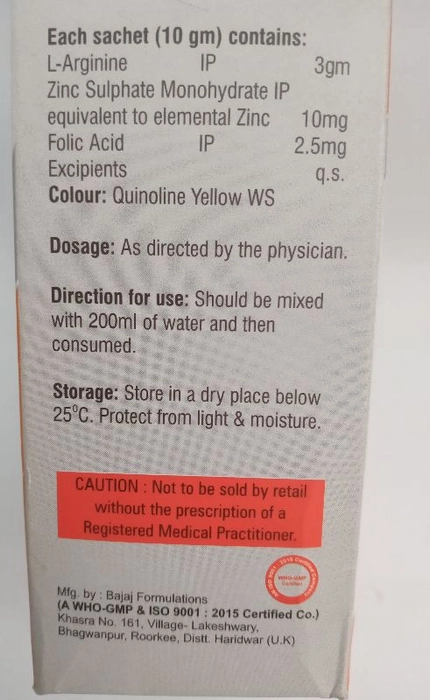 Each sachet (10 gm) contains:
L-Arginine IP 3gm
Zinc Sulphate Monohydrate IP
equivalent to elemental Zinc 10mg
Folic Acid IP 2.5mg
Excipients q.s.
Colour: Quinoline Yellow WS
Dosage: As directed by the physician.
Direction for use: Should be mixed
with 200ml of water and then
consumed.
Storage: Store in a dry place below
25°C. Protect from light & moisture.
CAUTION : Not to be sold by retail
without the prescription of a
Registered Medical Practitioner.
WHO-GMP
Certified
Mfg. by : Bajaj Formulations
(A WHO-GMP & ISO 9001 : 2015 Certified Co.)
Khasra No. 161, Village- Lakeshwary,
Bhagwanpur, Roorkee, Distt. Haridwar (U.K)